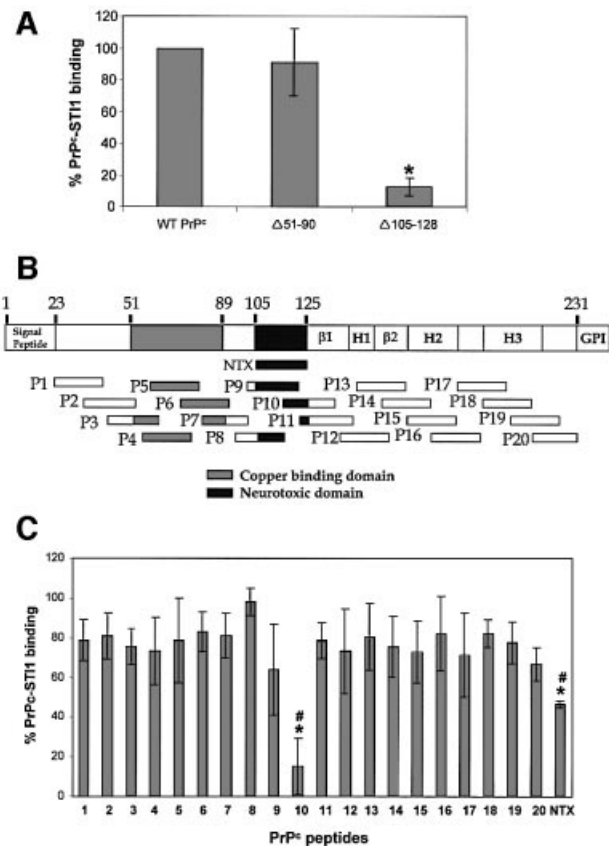 A
% PrPᶜ-STI1 binding
120
100
80
60
40
20
0
*
WT PrPᶜ
Δ51-90
Δ105-128
B
1 23 51 89 105 125 231
Signal Peptide
β1 H1 β2 H2 H3 GPI
NTX
P1 P5 P9 P13 P17
P2 P6 P10 P14 P18
P3 P7 P11 P15 P19
P4 P8 P12 P16 P20
Copper binding domain
Neurotoxic domain
C
% PrPc-STI1 binding
120
100
80
60
40
20
0
#
*
#
*
1 2 3 4 5 6 7 8 9 10 11 12 13 14 15 16 17 18 19 20 NTX
PrPᶜ peptides